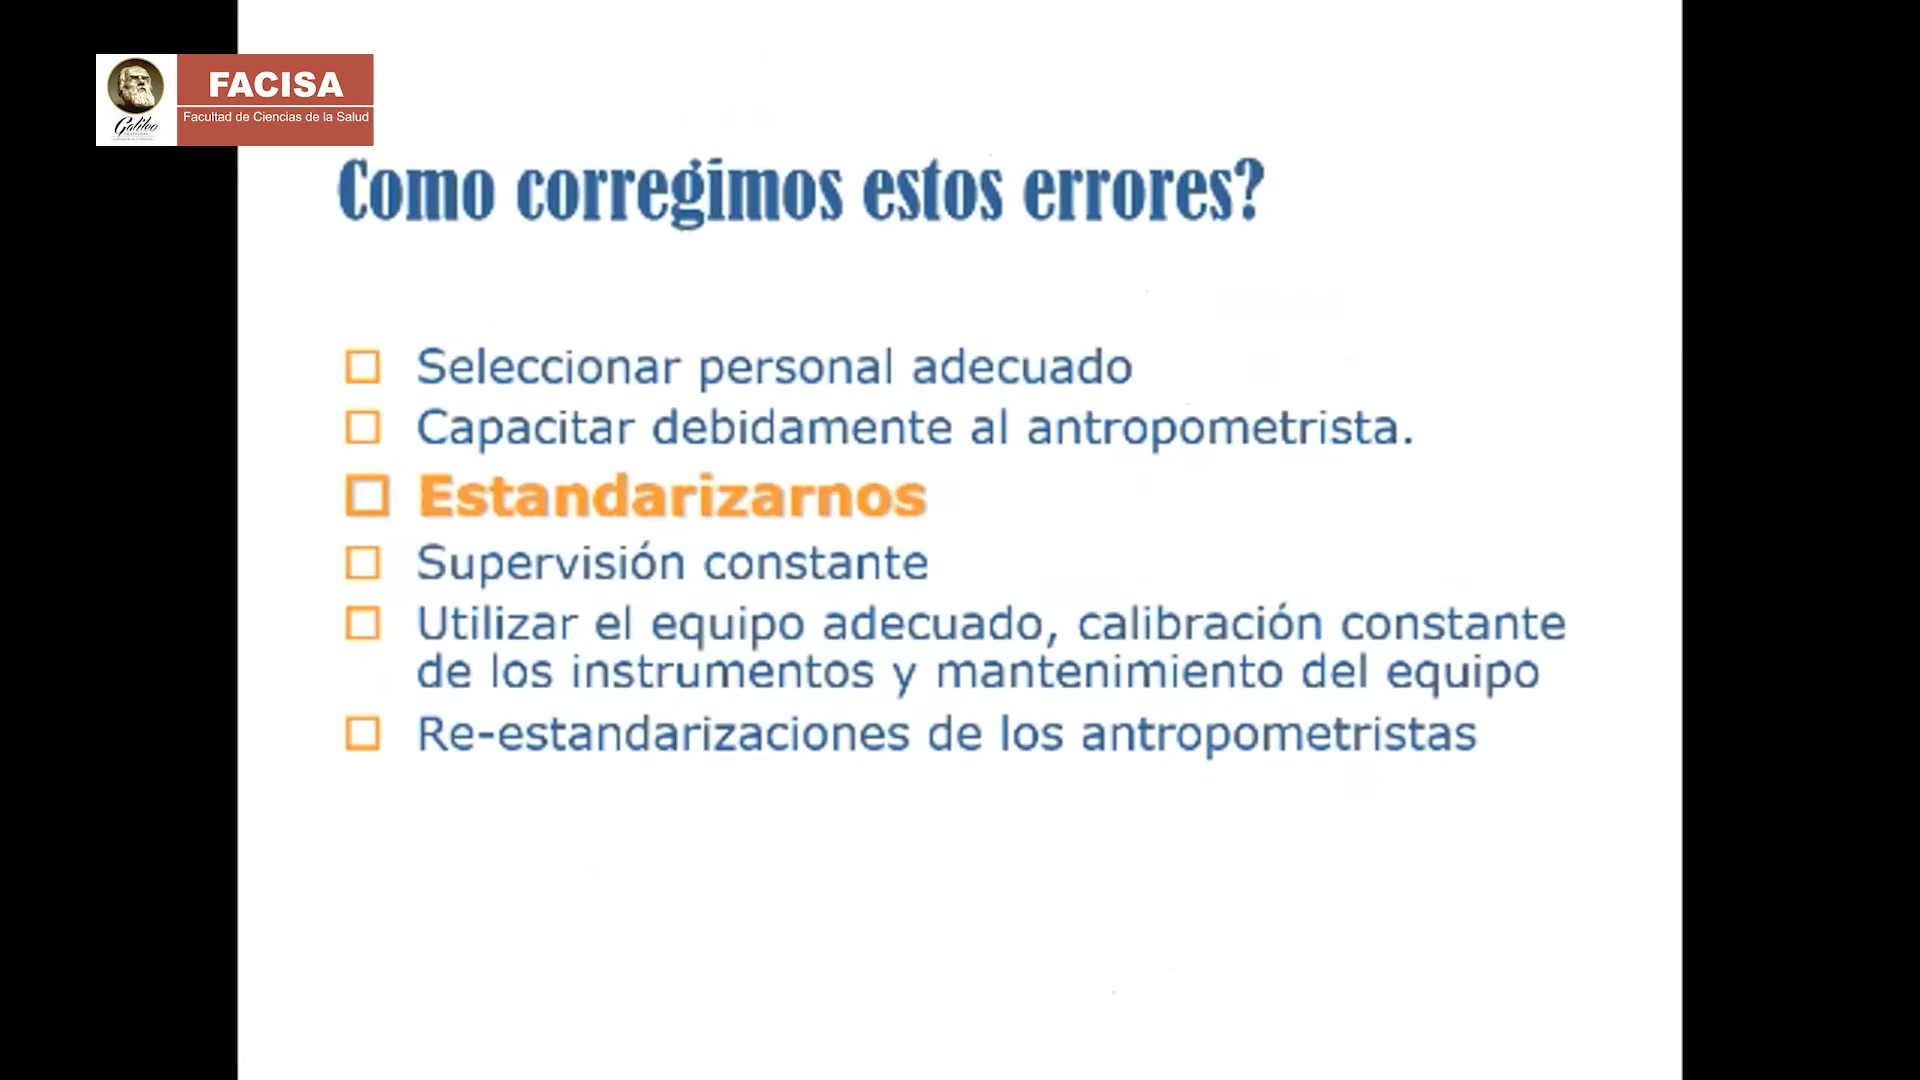 FACISA
Facultad de Ciencias de la Salud
Galileo
Como corregimos estos errores?
Seleccionar personal adecuado
Capacitar debidamente al antropometrista.
Estandarizarnos
Supervisión constante
Utilizar el equipo adecuado, calibración constante
de los instrumentos y mantenimiento del equipo
Re-estandarizaciones de los antropometristas